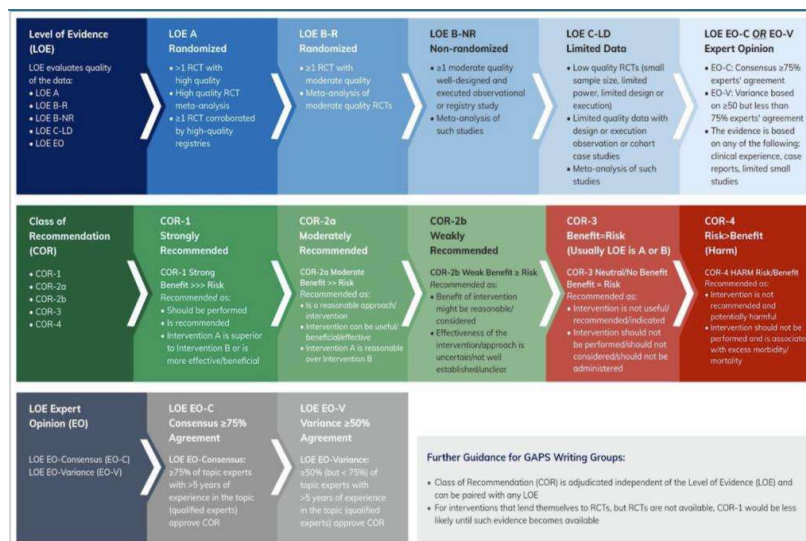 Level of Evidence
(LOE)
LOE evaluates quality
of the data:
• LOE A
• LOE B-R
• LOE B-NR
• LOE C-LD
• LOE EO
LOE A
Randomized
• >1 RCT with
high quality
• High quality RCT
meta-analysis
• ≥1 RCT corroborated
by high-quality
registries
LOE B-R
Randomized
• ≥1 RCT with
moderate quality
• Meta-analysis of
moderate quality RCTs
LOE B-NR
Non-randomized
• ≥1 moderate quality
well-designed and
executed observational
or registry study
• Meta-analysis of
such studies
LOE C-LD
Limited Data
• Low quality RCTs (small
sample size, limited
power, limited design or
execution)
• Limited quality data with
design or execution
observation or cohort
case studies
• Meta-analysis of such
studies
LOE EO-C OR EO-V
Expert Opinion
• EO-C: Consensus ≥75%
experts' agreement
• EO-V: Variance based
on ≥50 but less than
75% experts' agreement
• The evidence is based
on any of the following:
clinical experience, case
reports, limited small
studies
Class of
Recommendation
(COR)
• COR-1
• COR-2a
• COR-2b
• COR-3
• COR-4
COR-1
Strongly
Recommended
COR-1 Strong
Benefit >>> Risk
Recommended as:
• Should be performed
• Is recommended
• Intervention A is superior
to Intervention B or is
more effective/beneficial
COR-2a
Moderately
Recommended
COR-2a Moderate
Benefit >> Risk
Recommended as:
• Is a reasonable approach/
intervention
• Intervention can be useful/
beneficial/effective
• Intervention A is reasonable
over Intervention B
COR-2b
Weakly
Recommended
COR-2b Weak Benefit ≥ Risk
Recommended as:
• Benefit of intervention
might be reasonable/
considered
• Effectiveness of the
intervention/approach is
uncertain/not well
established/unclear
COR-3
Benefit=Risk
(Usually LOE is A or B)
COR-3 Neutral/No Benefit
Benefit = Risk
Recommended as:
• Intervention is not useful/
recommended/indicated
• Intervention should not
be performed/should not
considered/should not be
administered
COR-4
Risk>Benefit
(Harm)
COR-4 HARM Risk/Benefit
Recommended as:
• Intervention is not
recommended and
potentially harmful
• Intervention should not be
performed and is associate
with excess morbidity/
mortality
LOE Expert
Opinion (EO)
LOE EO-Consensus (EO-C)
LOE EO-Variance (EO-V)
LOE EO-C
Consensus ≥75%
Agreement
LOE EO-Consensus:
≥75% of topic experts
with >5 years of
experience in the topic
(qualified experts)
approve COR
LOE EO-V
Variance ≥50%
Agreement
LOE EO-Variance:
≥50% (but < 75%) of
topic experts with
>5 years of experience
in the topic (qualified
experts) approve COR
Further Guidance for GAPS Writing Groups:
• Class of Recommendation (COR) is adjudicated independent of the Level of Evidence (LOE) and
can be paired with any LOE
• For interventions that lend themselves to RCTs, but RCTs are not available, COR-1 would be less
likely until such evidence becomes available